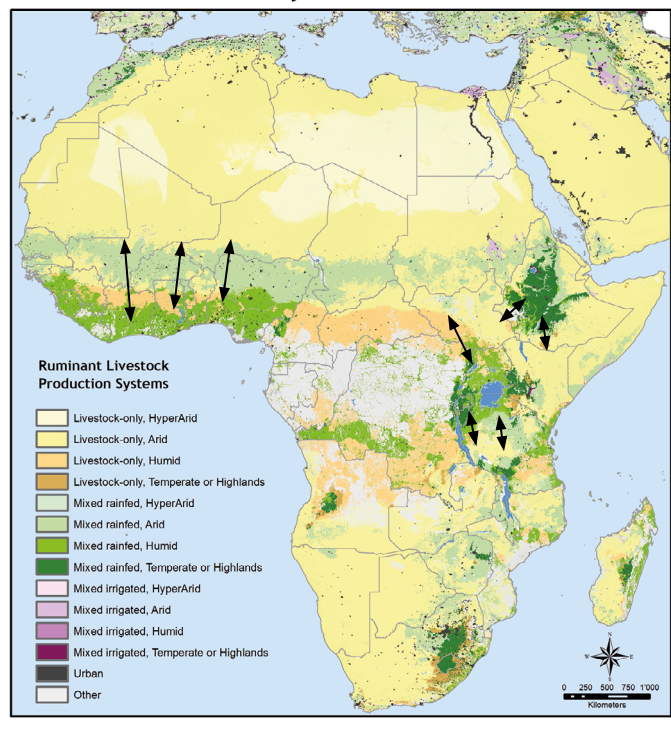 Ruminant Livestock
Production Systems
Livestock-only, HyperArid
Livestock-only, Arid
Livestock-only, Humid
Livestock-only, Temperate or Highlands
Mixed rainfed, HyperArid
Mixed rainfed, Arid
Mixed rainfed, Humid
Mixed rainfed, Temperate or Highlands
Mixed irrigated, HyperArid
Mixed irrigated, Arid
Mixed irrigated, Humid
Mixed irrigated, Temperate or Highlands
Urban
Other
N
W E
S
0 250 500 750 1'000
Kilometers